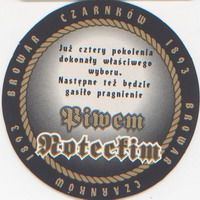 BROWAR CZARNKÓW 1893
Już cztery pokolenia
dokonały właściwego
wyboru.
Następne też będzie
gasiło pragnienie
Piwem
Noteckim
1893 BROWAR CZARNKÓW